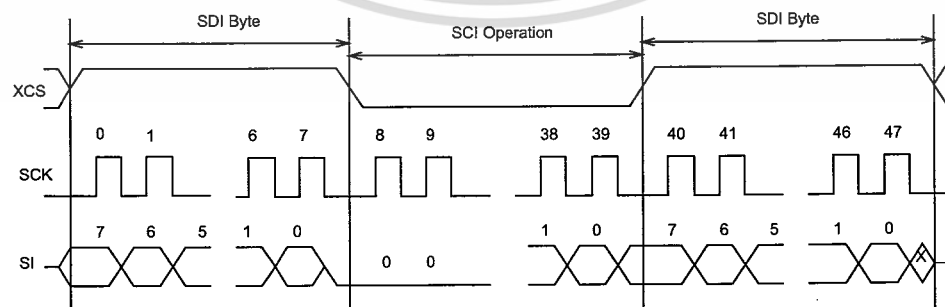 SDI Byte SCI Operation SDI Byte
XCS
0 1 6 7 8 9 38 39 40 41 46 47
SCK
7 6 5 1 0 0 0 1 0 7 6 5 1 0 X
SI